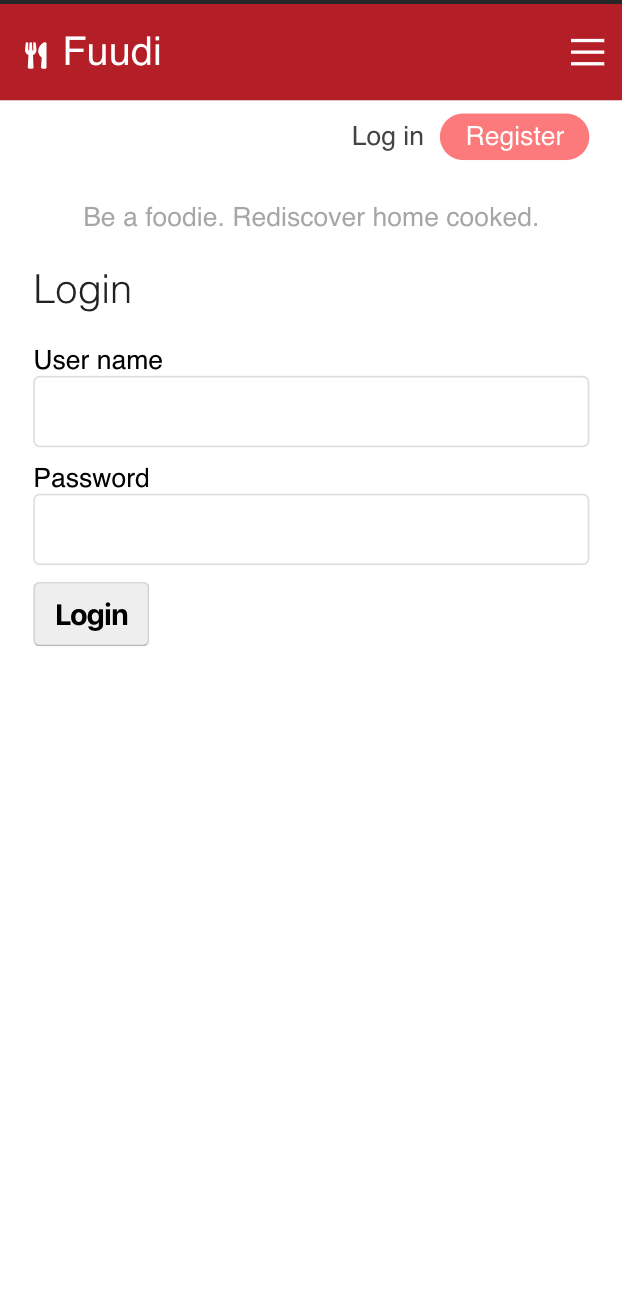 Fuudi
Log in Register
Be a foodie. Rediscover home cooked.
Login
User name
Password
Login